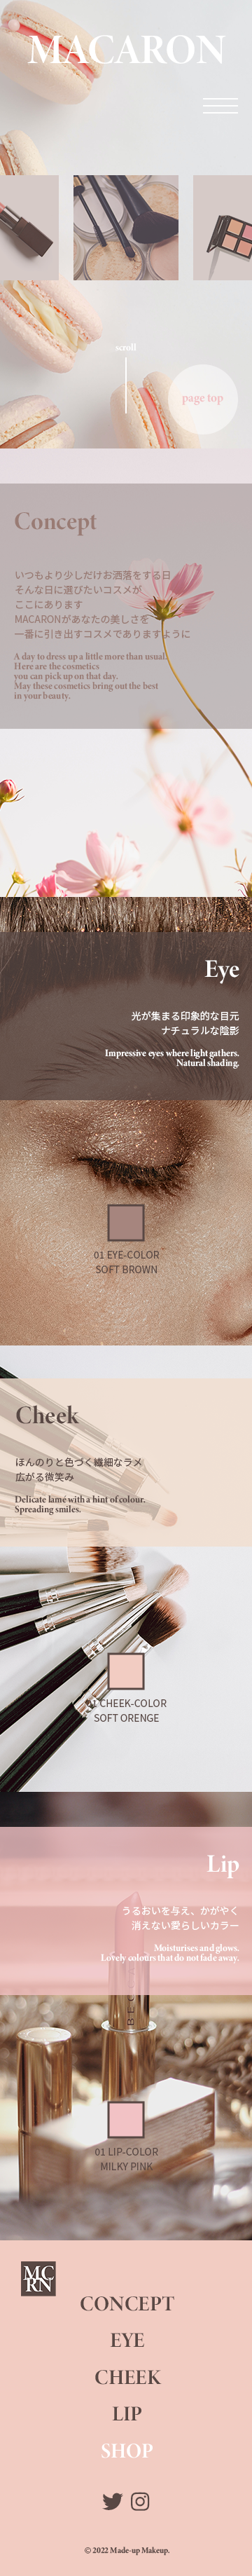 MACARON
scroll
page top
Concept
いつもより少しだけお洒落をする日
そんな日に選びたいコスメが
ここにあります
MACARONがあなたの美しさを
一番に引き出すコスメでありますように
A day to dress up a little more than usual.
Here are the cosmetics
you can pick up on that day.
May these cosmetics bring out the best
in your beauty.
Eye
光が集まる印象的な目元
ナチュラルな陰影
Impressive eyes where light gathers.
Natural shading.
01 EYE-COLOR
SOFT BROWN
Cheek
ほんのりと色づく繊細なラメ
広がる微笑み
Delicate lamé with a hint of colour.
Spreading smiles.
01 CHEEK-COLOR
SOFT ORENGE
Lip
うるおいを与え、かがやく
消えない愛らしいカラー
Moisturises and glows.
Lovely colours that do not fade away.
BEC
01 LIP-COLOR
MILKY PINK
MC
RN
CONCEPT
EYE
CHEEK
LIP
SHOP
© 2022 Made-up Makeup.